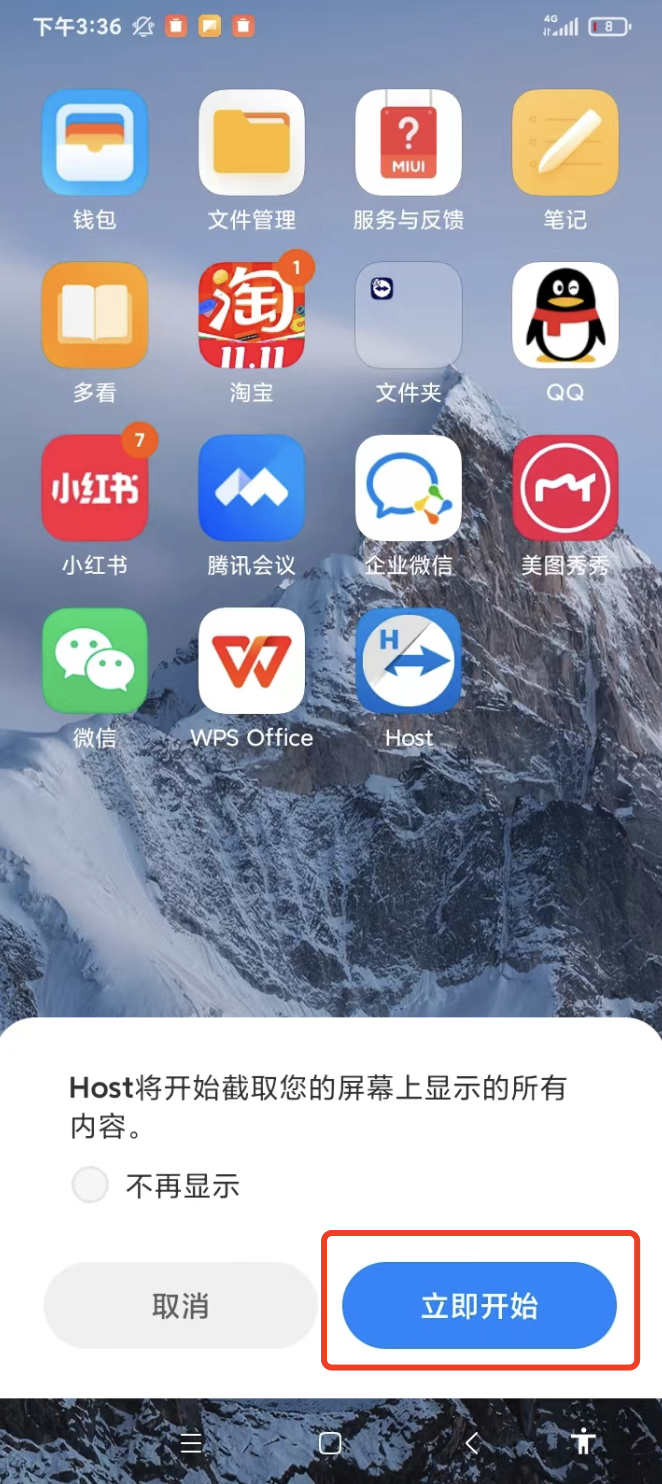 下午3:36
4G
8
?
MIUI
钱包
文件管理
服务与反馈
笔记
淘
1
11.11
多看
淘宝
文件夹
QQ
小红书
7
小红书
腾讯会议
企业微信
美图秀秀
H
微信
WPS Office
Host
Host将开始截取您的屏幕上显示的所有
内容。
不再显示
取消
立即开始